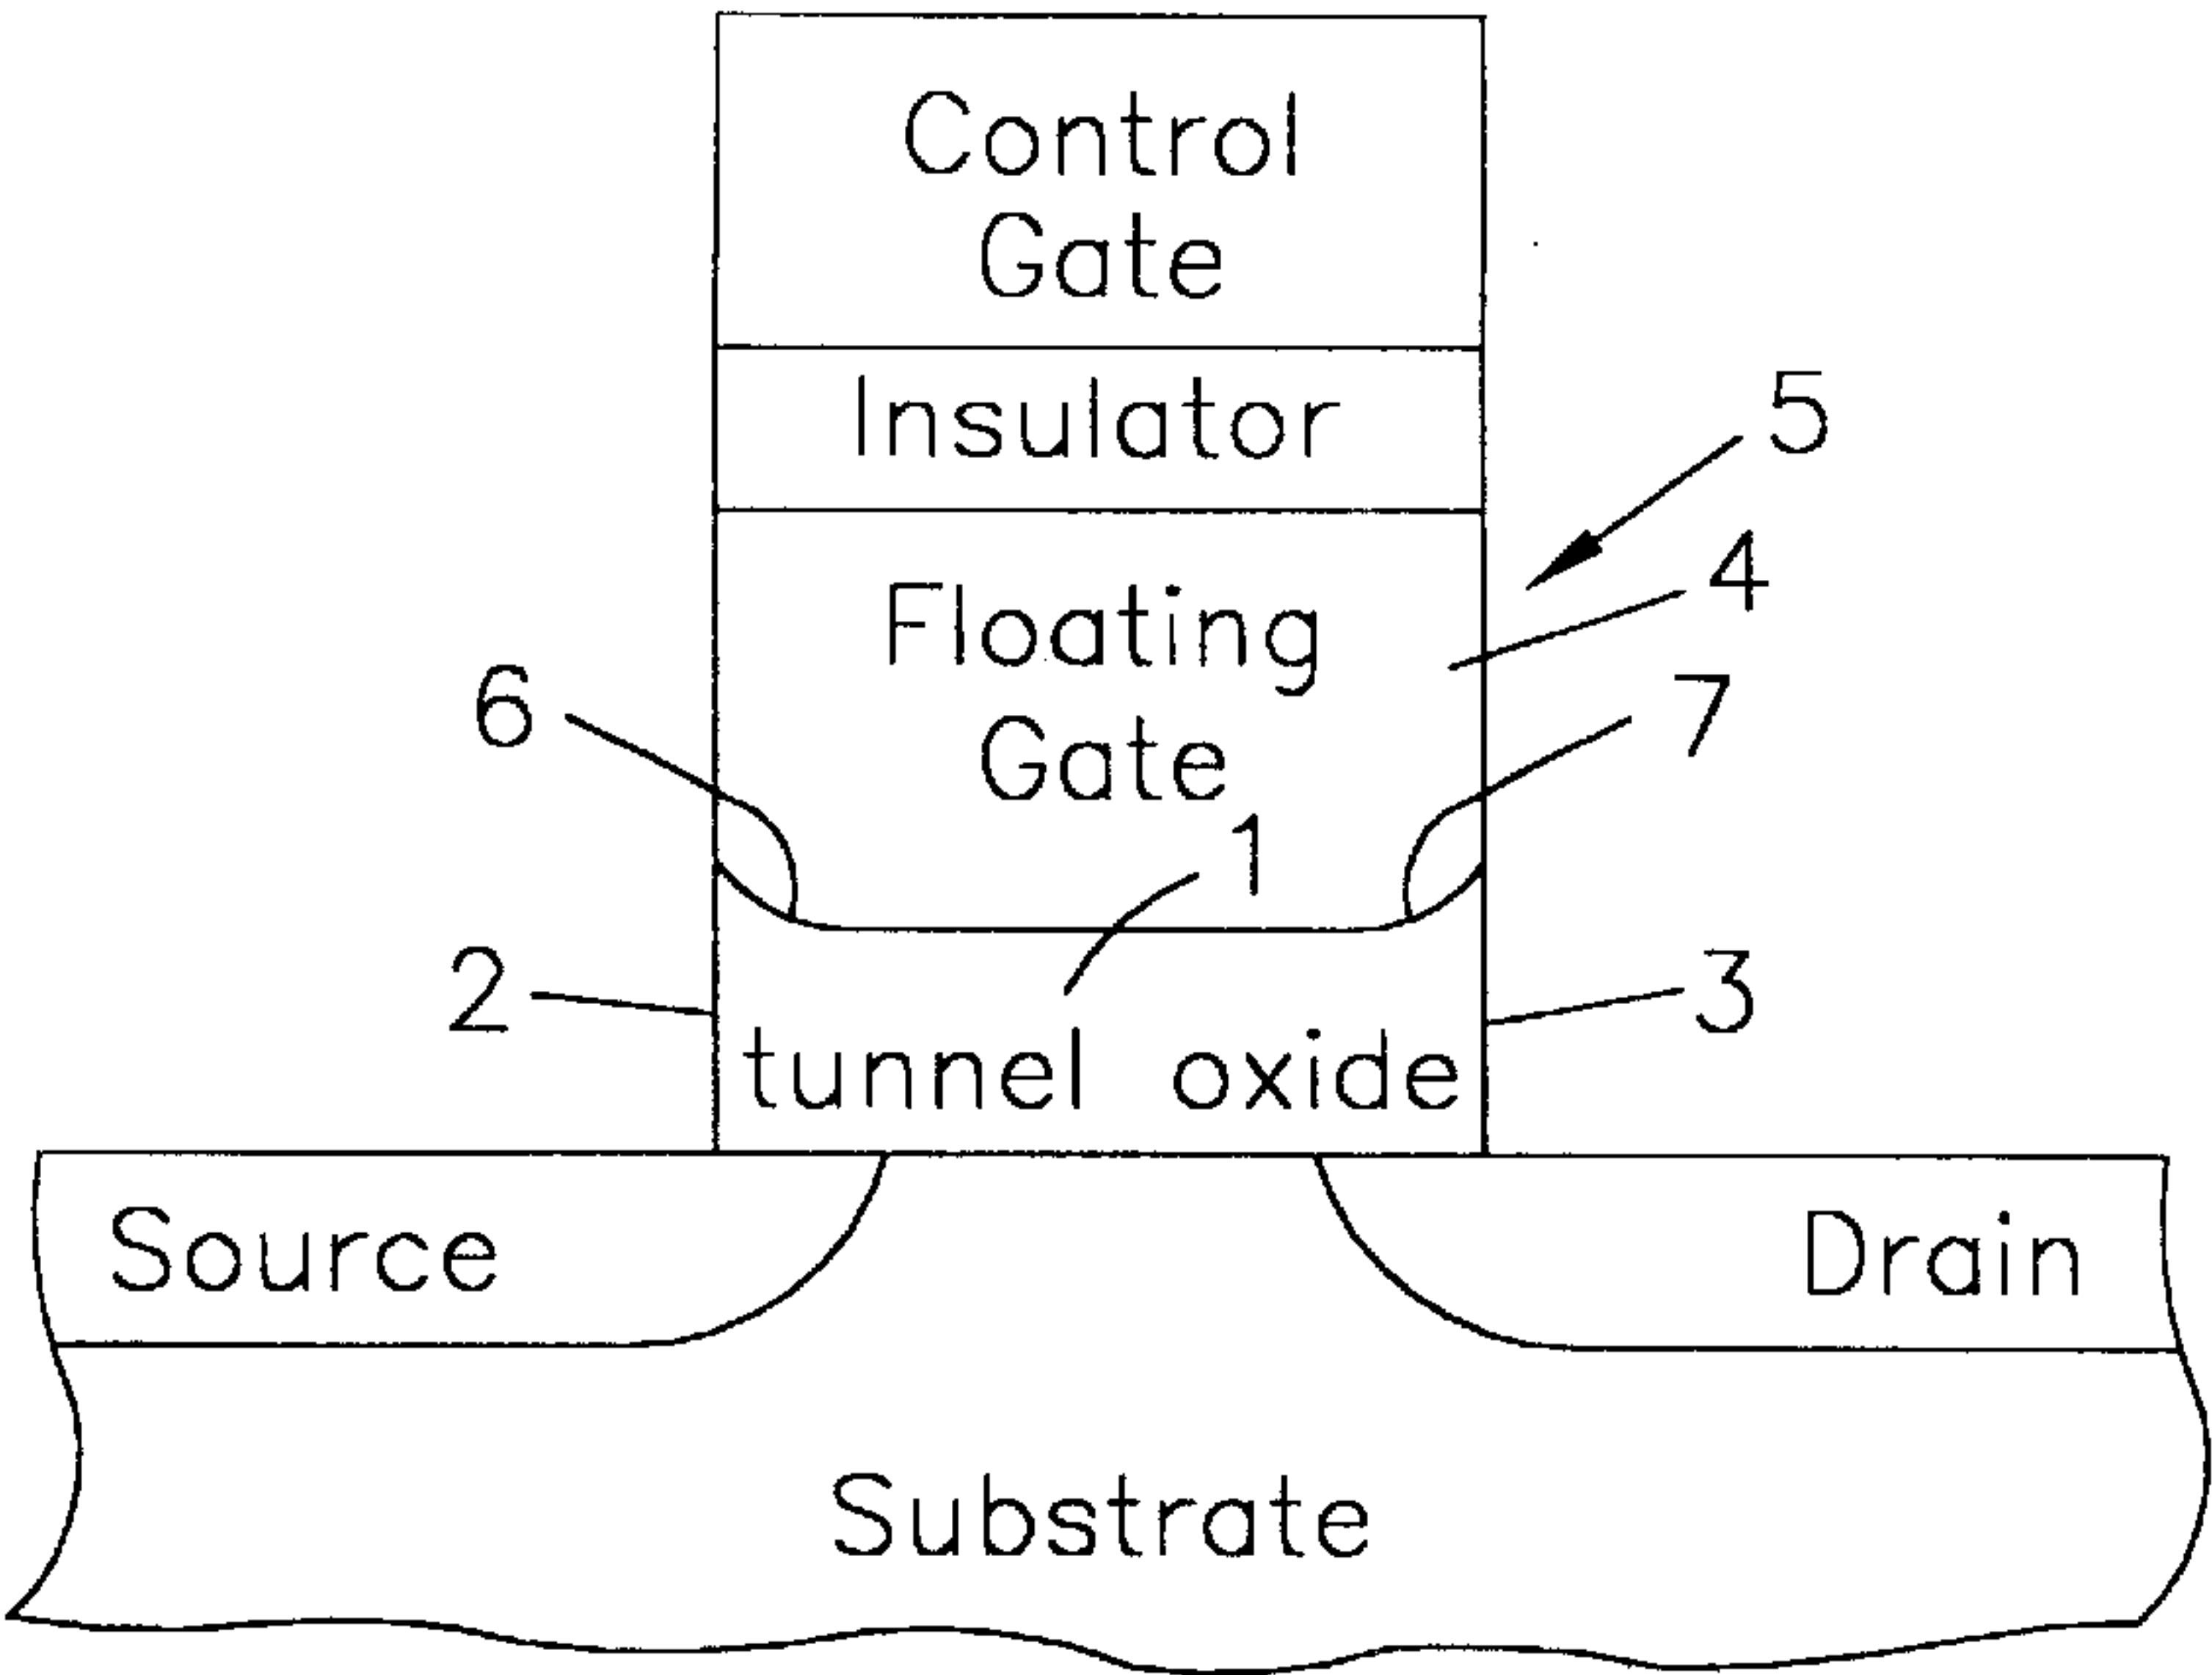 Control
Gate
Insulator
5
4
Floating
6
7
Gate
1
2
3
tunnel oxide
Source
Drain
Substrate